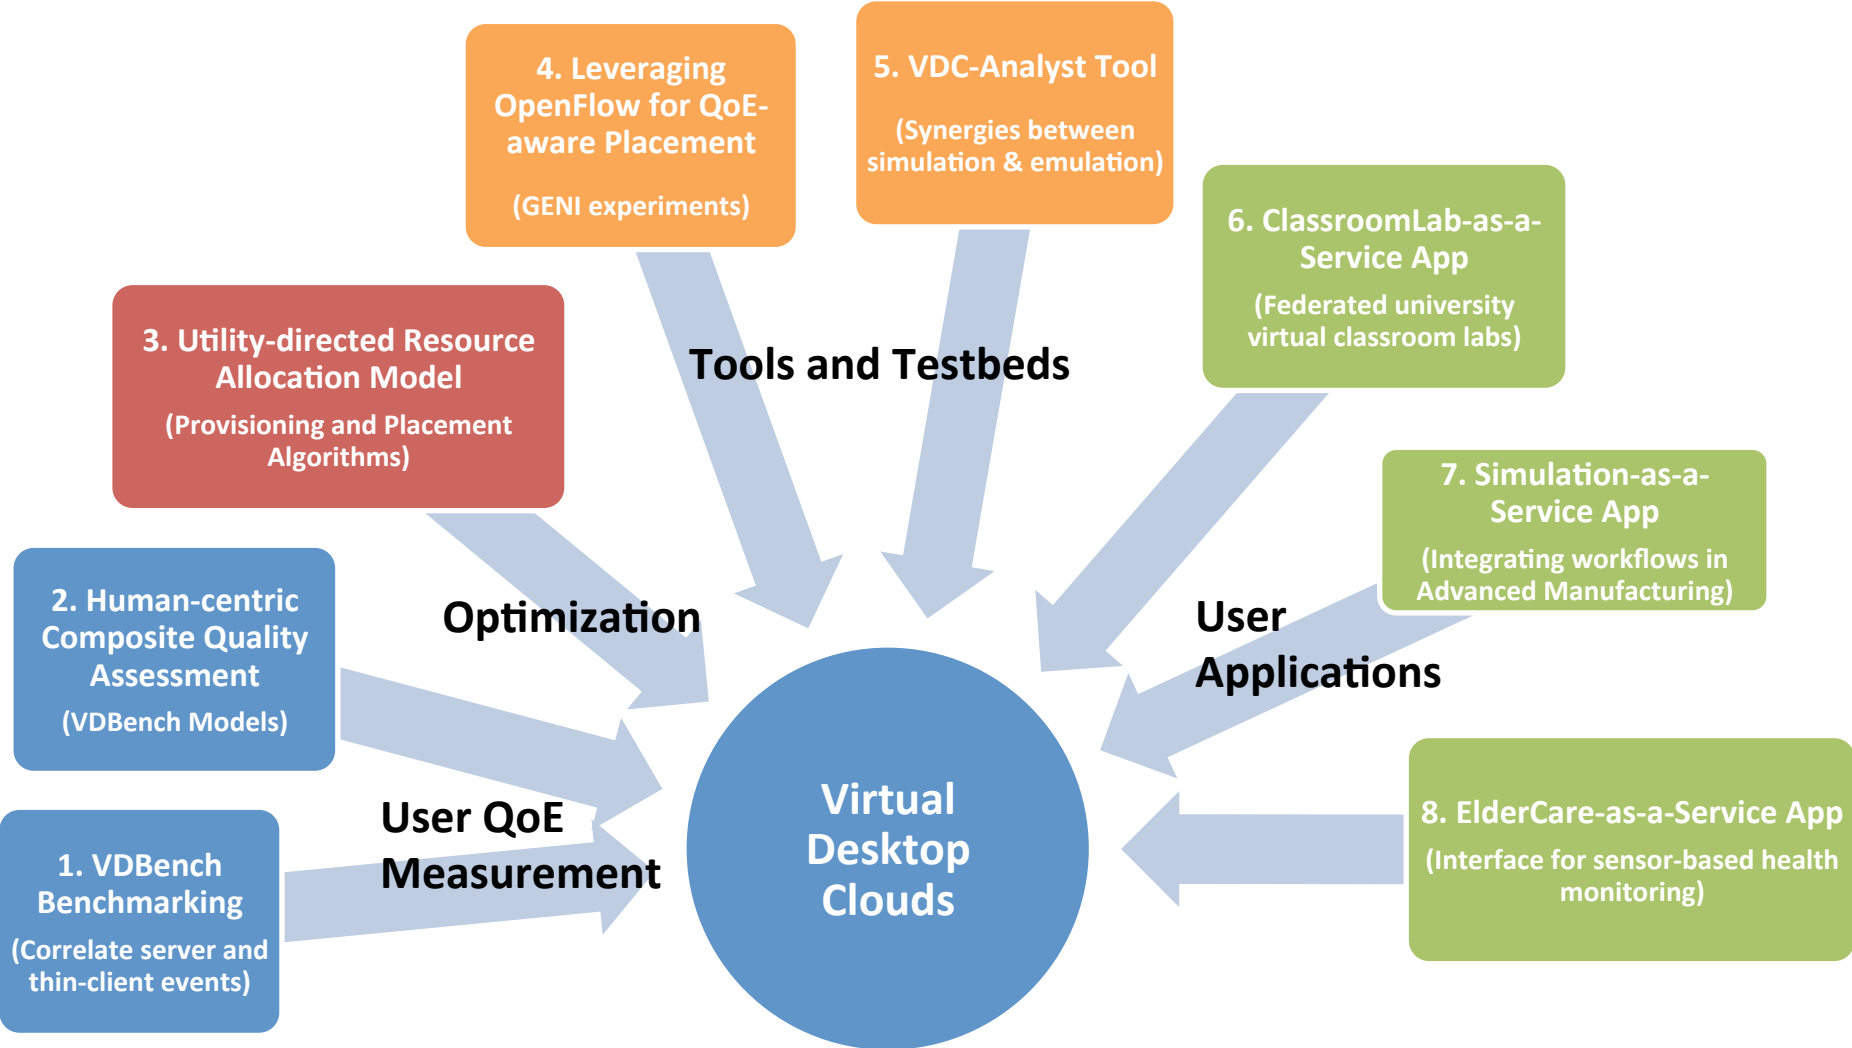 4. Leveraging
OpenFlow for QoE-
aware Placement
(GENI experiments)
5. VDC-Analyst Tool
(Synergies between
simulation & emulation)
6. ClassroomLab-as-a-
Service App
(Federated university
virtual classroom labs)
3. Utility-directed Resource
Allocation Model
(Provisioning and Placement
Algorithms)
Tools and Testbeds
7. Simulation-as-a-
Service App
(Integrating workflows in
Advanced Manufacturing)
2. Human-centric
Composite Quality
Assessment
(VDBench Models)
Optimization
User
Applications
User QoE
Measurement
Virtual
Desktop
Clouds
8. ElderCare-as-a-Service App
(Interface for sensor-based health
monitoring)
1. VDBench
Benchmarking
(Correlate server and
thin-client events)